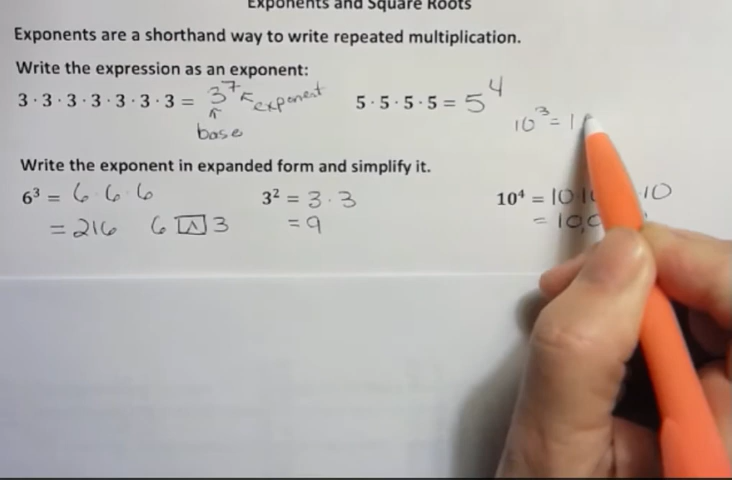 Exponents and Square Roots
Exponents are a shorthand way to write repeated multiplication.
Write the expression as an exponent:
3 · 3 · 3 · 3 · 3 · 3 · 3 = 3⁷ exponent
base
5 · 5 · 5 · 5 = 5⁴
10³ = 1
Write the exponent in expanded form and simplify it.
6³ = 6 · 6 · 6
= 216 6 ^ 3
3² = 3 · 3
= 9
10⁴ = 10·1 ·10
= 10,